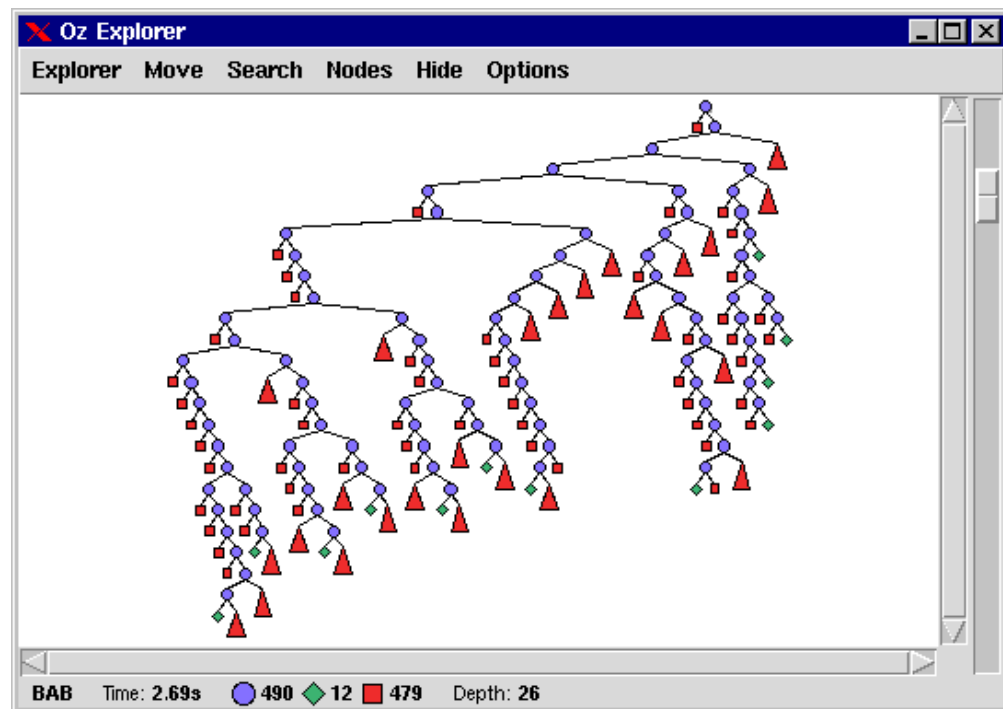 Oz Explorer
Explorer Move Search Nodes Hide Options
BAB Time: 2.69s 490 12 479 Depth: 26